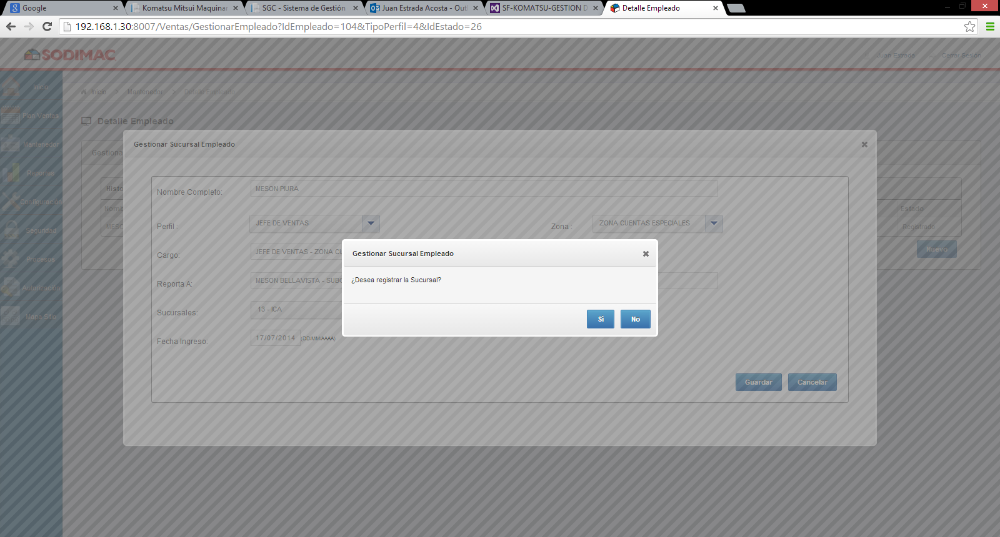 Google
Komatsu Mitsui Maquinar
SGC - Sistema de Gestión
Juan Estrada Acosta - Outl
SF-KOMATSU-GESTION D
Detalle Empleado
192.168.1.30:8007/Ventas/GestionarEmpleado?IdEmpleado=104&TipoPerfil=4&IdEstado=26
SODIMAC
Juan Estrada
Cerrar Sesión
Inicio
Plan Ventas
Mantenedor
Reportes
Configuración
Seguridad
Procesos
Autorización
Mapa Sitio
Inicio > Mantenedor > Detalle Empleado
Detalle Empleado
Gestiona
Histo
Nomb
MESO
Estado
Registrado
Nuevo
Gestionar Sucursal Empleado
Nombre Completo: MESON PIURA
Perfil : JEFE DE VENTAS
Zona : ZONA CUENTAS ESPECIALES
Cargo: JEFE DE VENTAS - ZONA CU
Reporta A: MESON BELLAVISTA - SUBG
Sucursales: 13 - ICA
Fecha Ingreso: 17/07/2014 (DD/MM/AAAA)
Guardar
Cancelar
Gestionar Sucursal Empleado
¿Desea registrar la Sucursal?
Sí
No